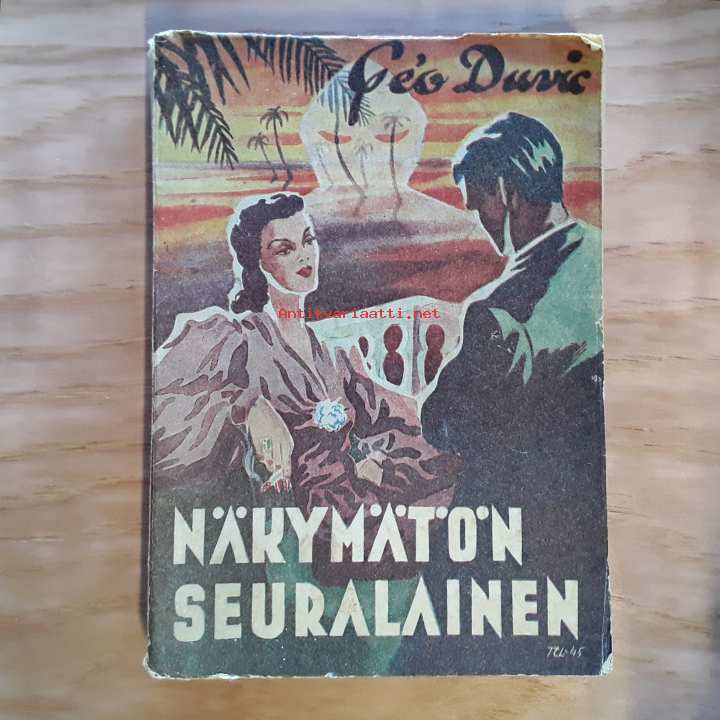 Géo Duvic
Antikvariaatti.net
NÄKYMÄTÖN
SEURALAINEN